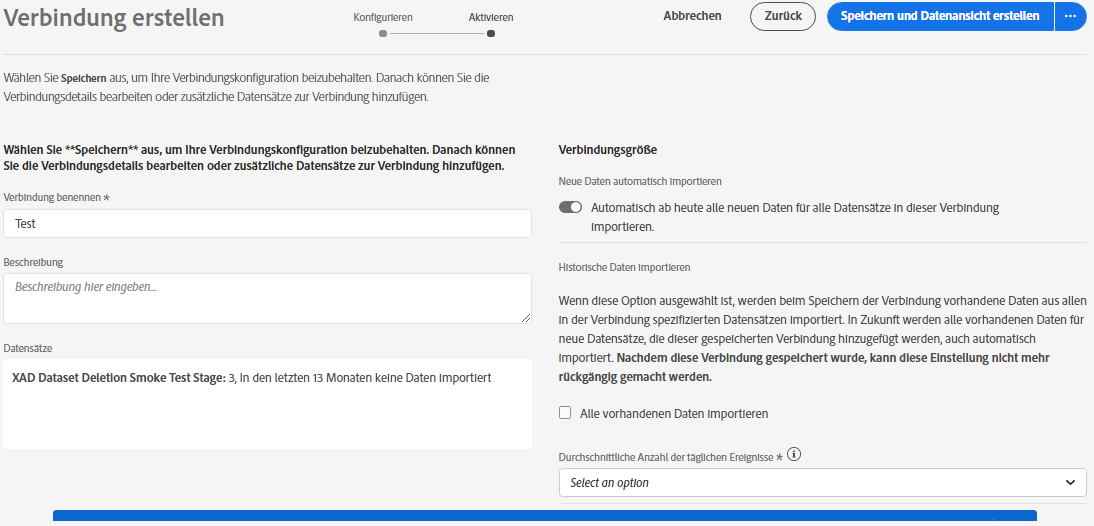 Verbindung erstellen
Konfigurieren
Aktivieren
Abbrechen
Zurück
Speichern und Datenansicht erstellen
...
Wählen Sie Speichern aus, um Ihre Verbindungskonfiguration beizubehalten. Danach können Sie die
Verbindungsdetails bearbeiten oder zusätzliche Datensätze zur Verbindung hinzufügen.
Wählen Sie **Speichern** aus, um Ihre Verbindungskonfiguration beizubehalten. Danach können
Sie die Verbindungsdetails bearbeiten oder zusätzliche Datensätze zur Verbindung hinzufügen.
Verbindung benennen *
Test
Beschreibung
Beschreibung hier eingeben...
Datensätze
XAD Dataset Deletion Smoke Test Stage: 3, In den letzten 13 Monaten keine Daten importiert
Verbindungsgröße
Neue Daten automatisch importieren
Automatisch ab heute alle neuen Daten für alle Datensätze in dieser Verbindung
importieren.
Historische Daten importieren
Wenn diese Option ausgewählt ist, werden beim Speichern der Verbindung vorhandene Daten aus allen
in der Verbindung spezifizierten Datensätzen importiert. In Zukunft werden alle vorhandenen Daten für
neue Datensätze, die dieser gespeicherten Verbindung hinzugefügt werden, auch automatisch
importiert. Nachdem diese Verbindung gespeichert wurde, kann diese Einstellung nicht mehr
rückgängig gemacht werden.
Alle vorhandenen Daten importieren
Durchschnittliche Anzahl der täglichen Ereignisse *
Select an option